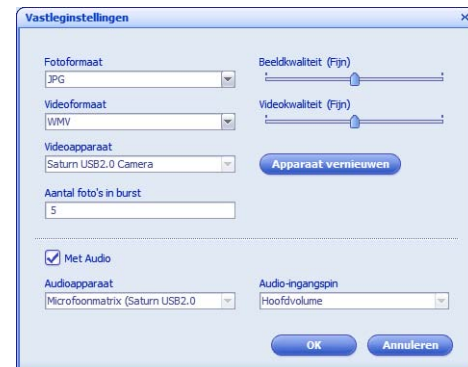 Vastleginstellingen
Fotoformaat
JPG
Beeldkwaliteit (Fijn)
Videoformaat
WMV
Videokwaliteit (Fijn)
Videoapparaat
Saturn USB2.0 Camera
Apparaat vernieuwen
Aantal foto's in burst
5
Met Audio
Audioapparaat
Microfoonmatrix (Saturn USB2.0
Audio-ingangspin
Hoofdvolume
OK
Annuleren